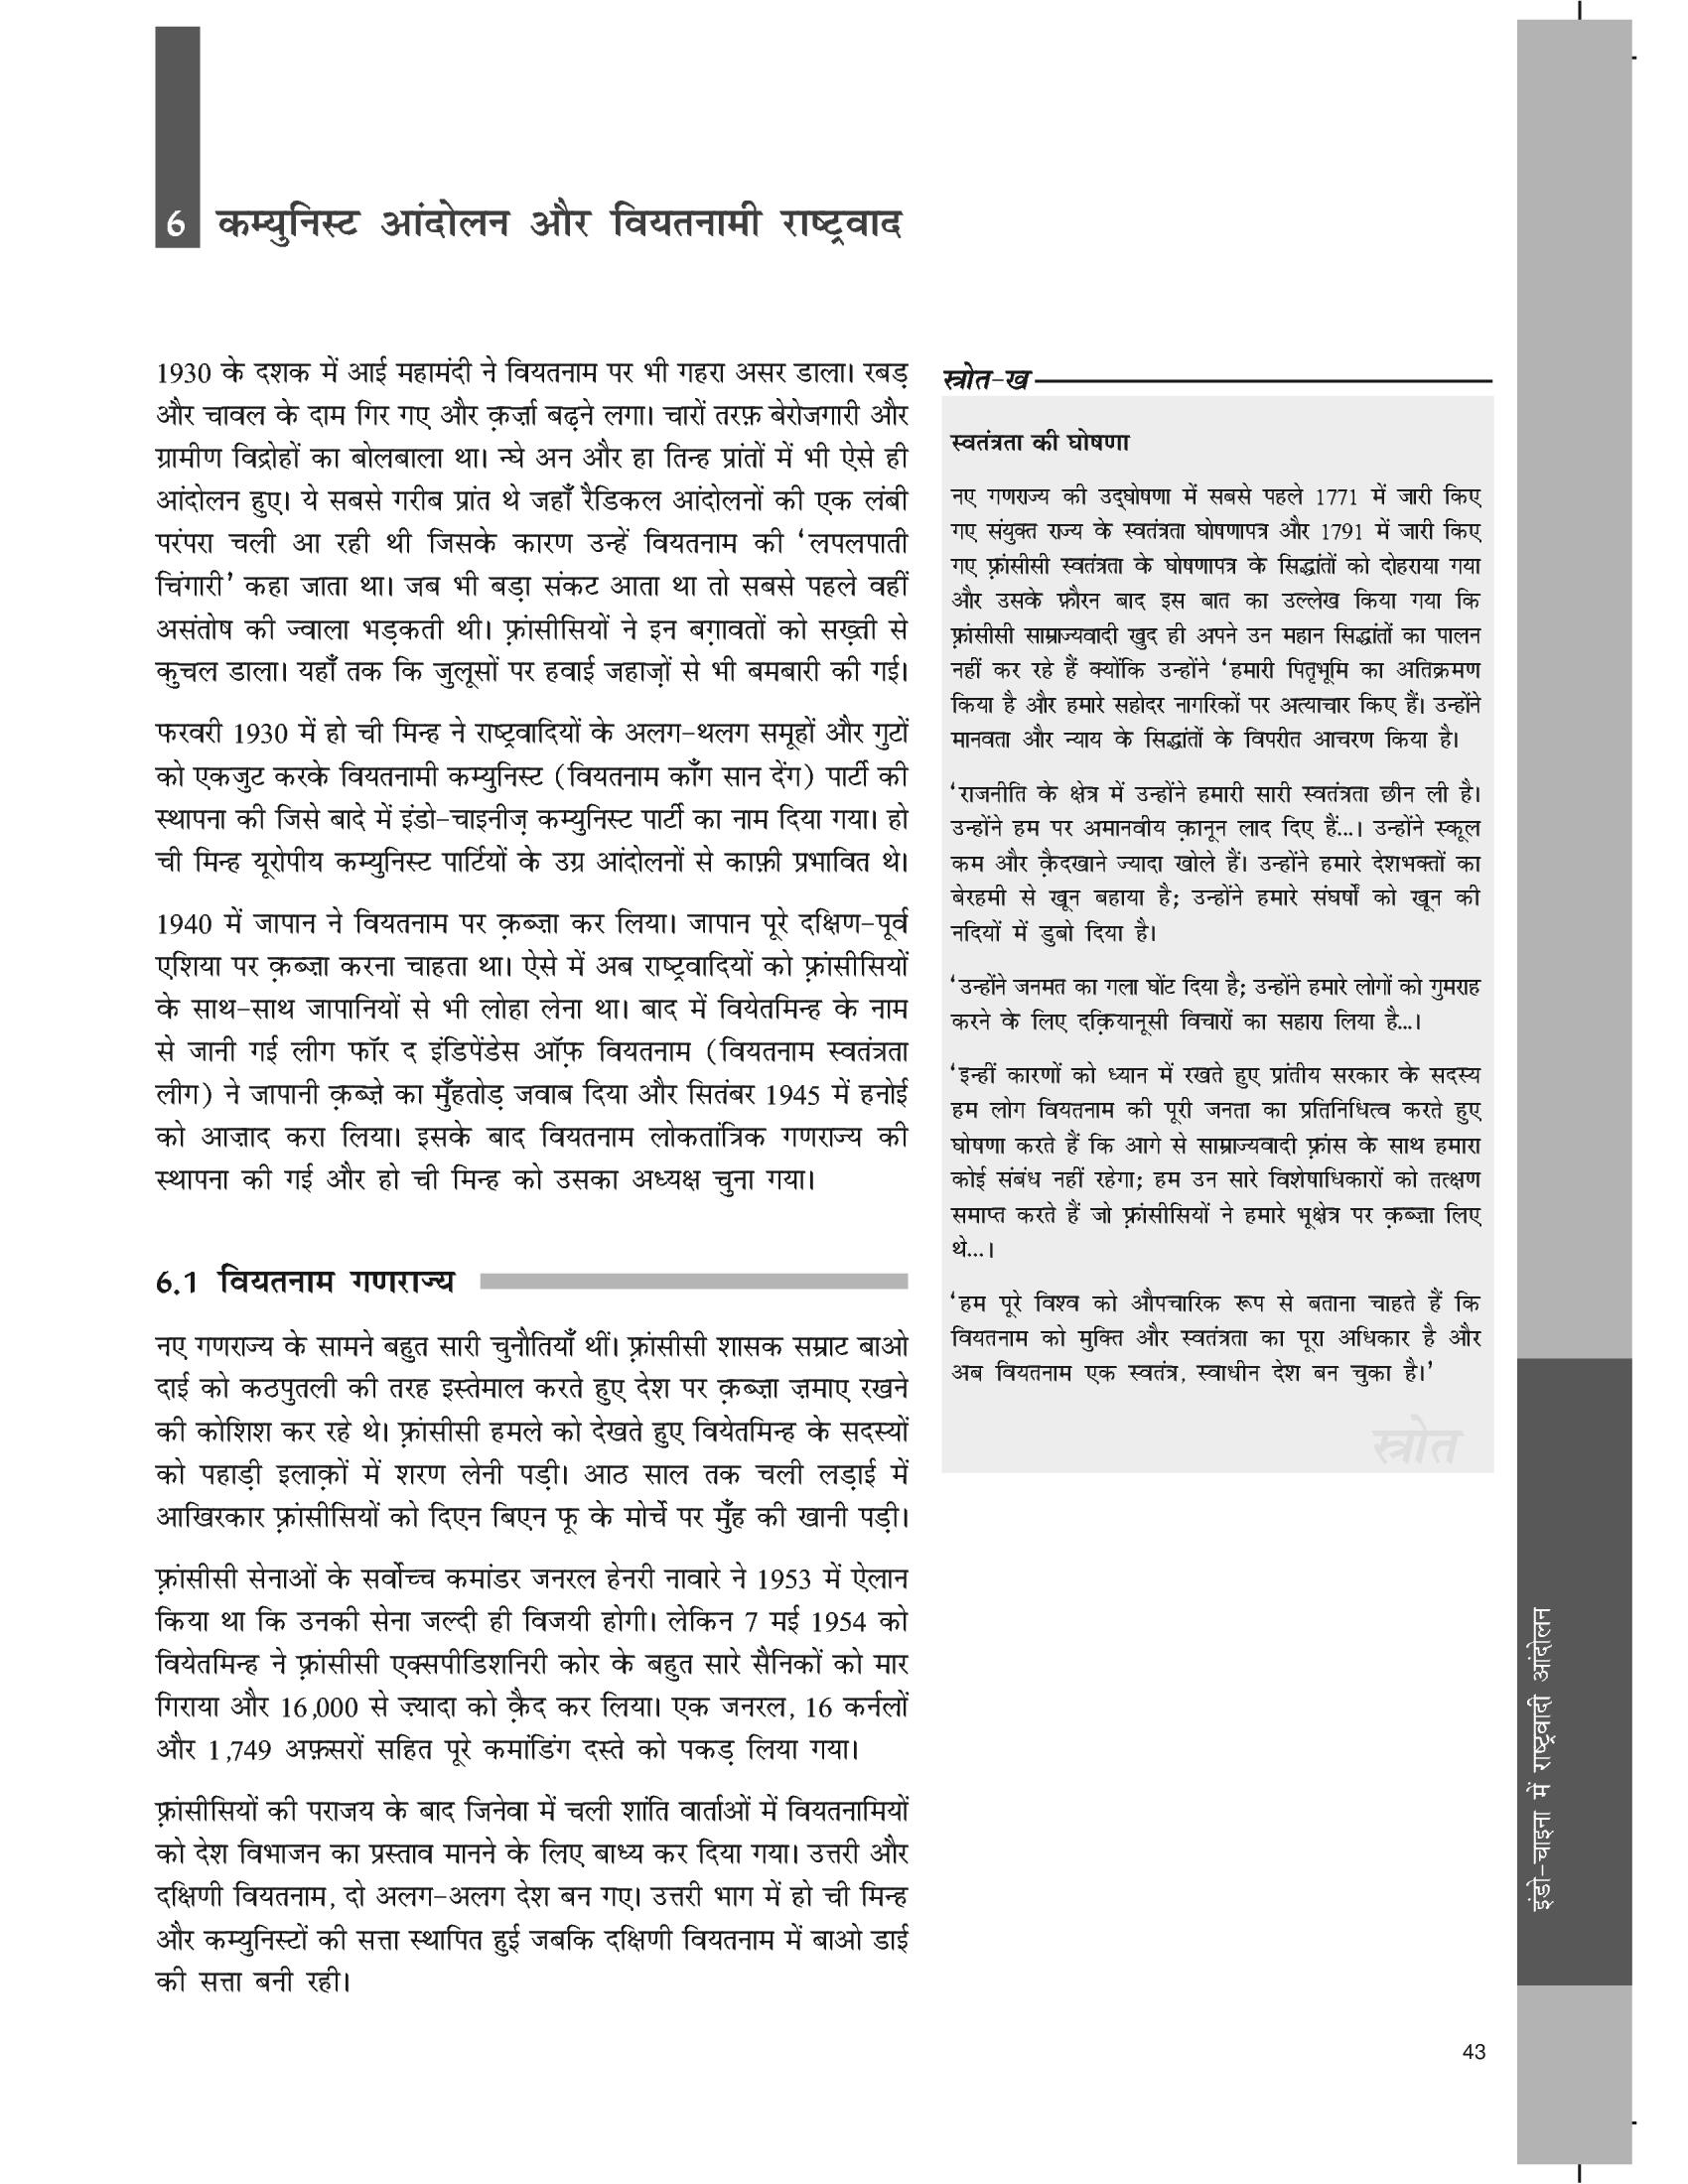 6 कम्युनिस्ट आंदोलन और वियतनामी राष्ट्रवाद
1930 के दशक में आई महामंदी ने वियतनाम पर भी गहरा असर डाला। रबड़
और चावल के दाम गिर गए और क़र्ज़ा बढ़ने लगा। चारों तरफ़ बेरोजगारी और
ग्रामीण विद्रोहों का बोलबाला था। न्घे अन और हा तिन्ह प्रांतों में भी ऐसे ही
आंदोलन हुए। ये सबसे गरीब प्रांत थे जहाँ रैडिकल आंदोलनों की एक लंबी
परंपरा चली आ रही थी जिसके कारण उन्हें वियतनाम की ‘लपलपाती
चिंगारी’ कहा जाता था। जब भी बड़ा संकट आता था तो सबसे पहले वहीं
असंतोष की ज्वाला भड़कती थी। फ़्रांसीसियों ने इन बग़ावतों को सख़्ती से
कुचल डाला। यहाँ तक कि जुलूसों पर हवाई जहाज़ों से भी बमबारी की गई।
फरवरी 1930 में हो ची मिन्ह ने राष्ट्रवादियों के अलग-थलग समूहों और गुटों
को एकजुट करके वियतनामी कम्युनिस्ट (वियतनाम काँग सान देंग) पार्टी की
स्थापना की जिसे बादे में इंडो-चाइनीज़ कम्युनिस्ट पार्टी का नाम दिया गया। हो
ची मिन्ह यूरोपीय कम्युनिस्ट पार्टियों के उग्र आंदोलनों से काफ़ी प्रभावित थे।
1940 में जापान ने वियतनाम पर क़ब्ज़ा कर लिया। जापान पूरे दक्षिण-पूर्व
एशिया पर क़ब्ज़ा करना चाहता था। ऐसे में अब राष्ट्रवादियों को फ़्रांसीसियों
के साथ-साथ जापानियों से भी लोहा लेना था। बाद में वियेतमिन्ह के नाम
से जानी गई लीग फॉर द इंडिपेंडेस ऑफ़ वियतनाम (वियतनाम स्वतंत्रता
लीग) ने जापानी क़ब्ज़े का मुँहतोड़ जवाब दिया और सितंबर 1945 में हनोई
को आज़ाद करा लिया। इसके बाद वियतनाम लोकतांत्रिक गणराज्य की
स्थापना की गई और हो ची मिन्ह को उसका अध्यक्ष चुना गया।
6.1 वियतनाम गणराज्य
नए गणराज्य के सामने बहुत सारी चुनौतियाँ थीं। फ़्रांसीसी शासक सम्राट बाओ
दाई को कठपुतली की तरह इस्तेमाल करते हुए देश पर क़ब्ज़ा ज़माए रखने
की कोशिश कर रहे थे। फ़्रांसीसी हमले को देखते हुए वियेतमिन्ह के सदस्यों
को पहाड़ी इलाक़ों में शरण लेनी पड़ी। आठ साल तक चली लड़ाई में
आखिरकार फ़्रांसीसियों को दिएन बिएन फू के मोर्चे पर मुँह की खानी पड़ी।
फ़्रांसीसी सेनाओं के सर्वोच्च कमांडर जनरल हेनरी नावारे ने 1953 में ऐलान
किया था कि उनकी सेना जल्दी ही विजयी होगी। लेकिन 7 मई 1954 को
वियेतमिन्ह ने फ़्रांसीसी एक्सपीडिशनिरी कोर के बहुत सारे सैनिकों को मार
गिराया और 16,000 से ज़्यादा को क़ैद कर लिया। एक जनरल, 16 कर्नलों
और 1,749 अफ़सरों सहित पूरे कमांडिंग दस्ते को पकड़ लिया गया।
फ़्रांसीसियों की पराजय के बाद जिनेवा में चली शांति वार्ताओं में वियतनामियों
को देश विभाजन का प्रस्ताव मानने के लिए बाध्य कर दिया गया। उत्तरी और
दक्षिणी वियतनाम, दो अलग-अलग देश बन गए। उत्तरी भाग में हो ची मिन्ह
और कम्युनिस्टों की सत्ता स्थापित हुई जबकि दक्षिणी वियतनाम में बाओ डाई
की सत्ता बनी रही।
स्त्रोत-ख
स्वतंत्रता की घोषणा
नए गणराज्य की उद्घोषणा में सबसे पहले 1771 में जारी किए
गए संयुक्त राज्य के स्वतंत्रता घोषणापत्र और 1791 में जारी किए
गए फ़्रांसीसी स्वतंत्रता के घोषणापत्र के सिद्धांतों को दोहराया गया
और उसके फ़ौरन बाद इस बात का उल्लेख किया गया कि
फ़्रांसीसी साम्राज्यवादी खुद ही अपने उन महान सिद्धांतों का पालन
नहीं कर रहे हैं क्योंकि उन्होंने ‘हमारी पितृभूमि का अतिक्रमण
किया है और हमारे सहोदर नागरिकों पर अत्याचार किए हैं। उन्होंने
मानवता और न्याय के सिद्धांतों के विपरीत आचरण किया है।
‘राजनीति के क्षेत्र में उन्होंने हमारी सारी स्वतंत्रता छीन ली है।
उन्होंने हम पर अमानवीय क़ानून लाद दिए हैं...। उन्होंने स्कूल
कम और क़ैदखाने ज्यादा खोले हैं। उन्होंने हमारे देशभक्तों का
बेरहमी से खून बहाया है; उन्होंने हमारे संघर्षों को खून की
नदियों में डुबो दिया है।
‘उन्होंने जनमत का गला घोंट दिया है; उन्होंने हमारे लोगों को गुमराह
करने के लिए दक़ियानूसी विचारों का सहारा लिया है...।
‘इन्हीं कारणों को ध्यान में रखते हुए प्रांतीय सरकार के सदस्य
हम लोग वियतनाम की पूरी जनता का प्रतिनिधित्व करते हुए
घोषणा करते हैं कि आगे से साम्राज्यवादी फ़्रांस के साथ हमारा
कोई संबंध नहीं रहेगा; हम उन सारे विशेषाधिकारों को तत्क्षण
समाप्त करते हैं जो फ़्रांसीसियों ने हमारे भूक्षेत्र पर क़ब्ज़ा लिए
थे...।
‘हम पूरे विश्व को औपचारिक रूप से बताना चाहते हैं कि
वियतनाम को मुक्ति और स्वतंत्रता का पूरा अधिकार है और
अब वियतनाम एक स्वतंत्र, स्वाधीन देश बन चुका है।’
स्त्रोत
इंडो-चाइना में राष्ट्रवादी आंदोलन
43